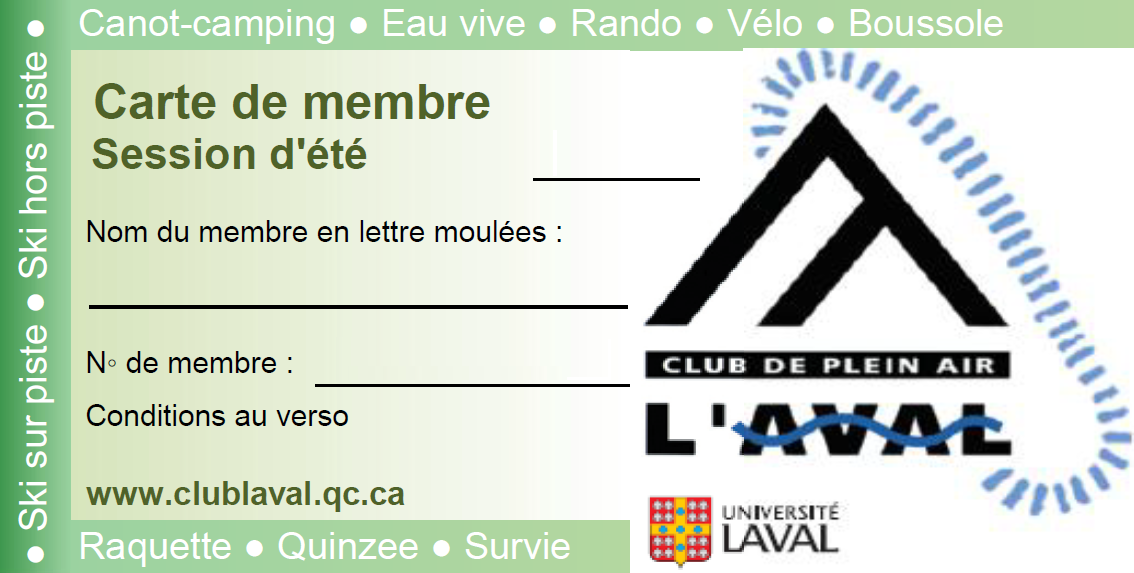 Canot-camping ● Eau vive ● Rando ● Vélo ● Boussole
● Ski sur piste ● Ski hors piste ●
Carte de membre
Session d'été
Nom du membre en lettre moulées :
N◦ de membre :
Conditions au verso
www.clublaval.qc.ca
Raquette ● Quinzee ● Survie
CLUB DE PLEIN AIR
L'AVAL
UNIVERSITÉ
LAVAL